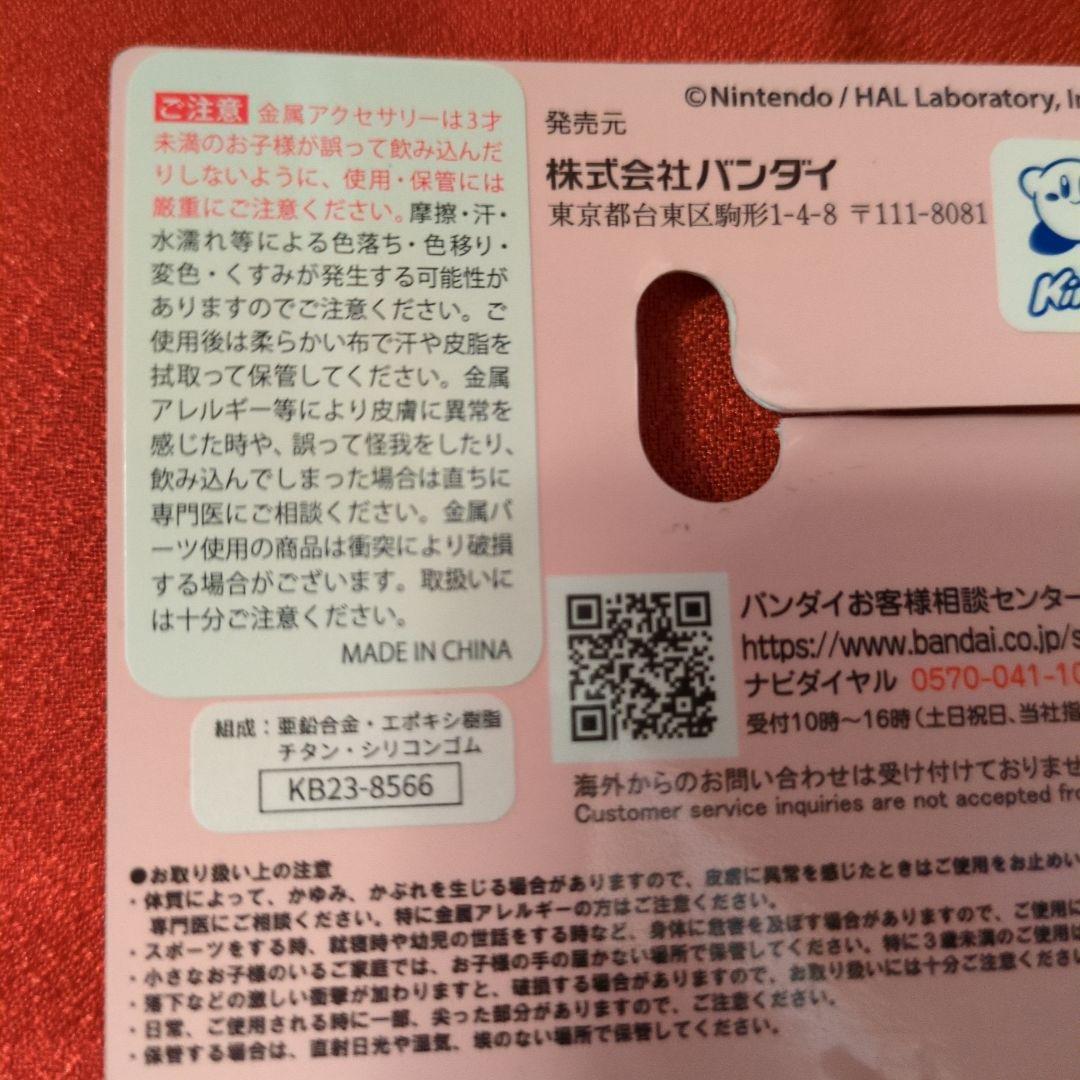 ご注意 金属アクセサリーは3才
未満のお子様が誤って飲み込んだ
りしないように、使用・保管には
厳重にご注意ください。摩擦・汗・
水濡れ等による色落ち・色移り・
変色・くすみが発生する可能性が
ありますのでご注意ください。ご
使用後は柔らかい布で汗や皮脂を
拭取って保管してください。金属
アレルギー等により皮膚に異常を
感じた時や、誤って怪我をしたり、
飲み込んでしまった場合は直ちに
専門医にご相談ください。金属パ
ーツ使用の商品は衝突により破損
する場合がございます。取扱いに
は十分ご注意ください。
MADE IN CHINA
組成：亜鉛合金・エポキシ樹脂
チタン・シリコンゴム
KB23-8566
©Nintendo / HAL Laboratory,
発売元
株式会社バンダイ
東京都台東区駒形1-4-8 〒111-8081
バンダイお客様相談センター
https://www.bandai.co.jp/s
ナビダイヤル 0570-041-10
受付10時～16時（土日祝日、当社指
海外からのお問い合わせは受け付けておりませ
Customer service inquiries are not accepted fro
●お取り扱い上の注意
・体質によって、かゆみ、かぶれを生じる場合がありますので、皮膚に異常を感じたときはご使用をお止めい
専門医にご相談ください。特に金属アレルギーの方はご注意ください。
・スポーツをする時、就寝時や幼児の世話をする時など、身体に危害を及ぼす場合がありますので、ご使用に
・小さなお子様のいるご家庭では、お子様の手の届かない場所で保管してください。特に3歳未満のご使用は
・落下などの激しい衝撃が加わりますと、破損する場合がありますので、お取り扱いには十分ご注意ください
・日常、ご使用される時に一部、尖った部分がありますので、ご注意ください。
・保管する場合は、直射日光や湿気、埃のない場所で保管してください。